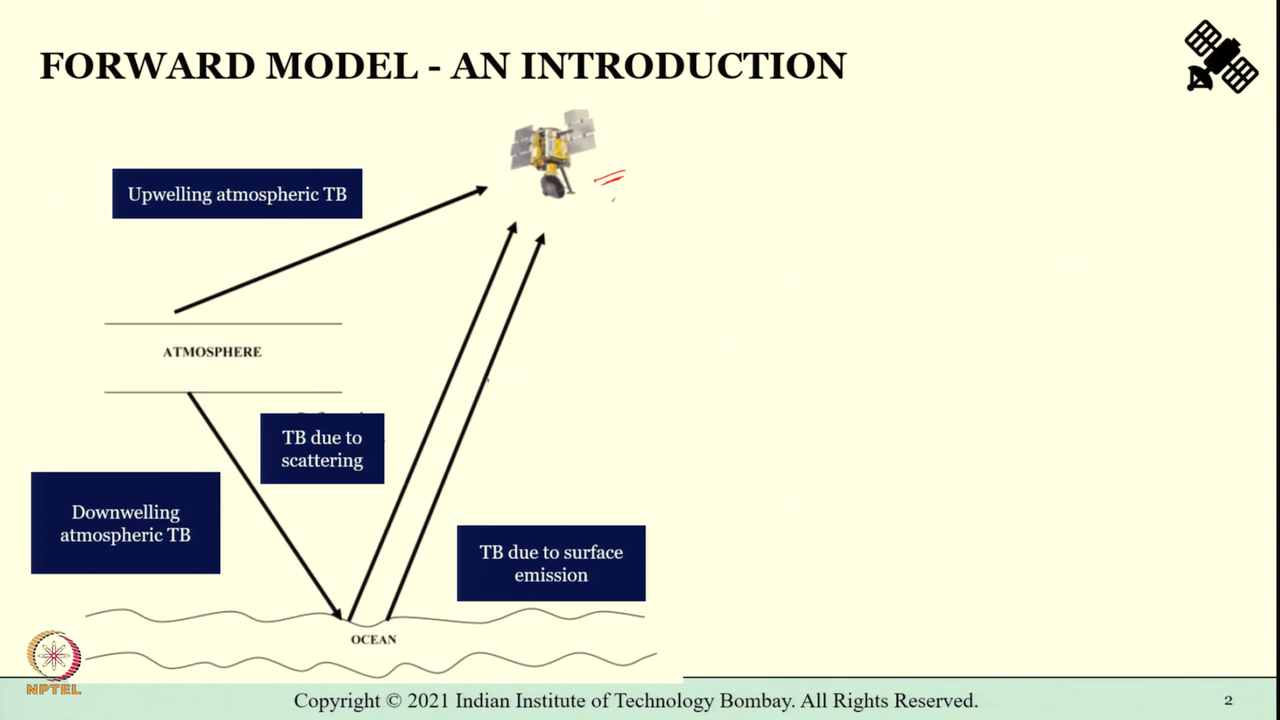 FORWARD MODEL - AN INTRODUCTION
Upwelling atmospheric TB
ATMOSPHERE
TB due to
scattering
Downwelling
atmospheric TB
TB due to surface
emission
OCEAN
NPTEL
Copyright © 2021 Indian Institute of Technology Bombay. All Rights Reserved.
2